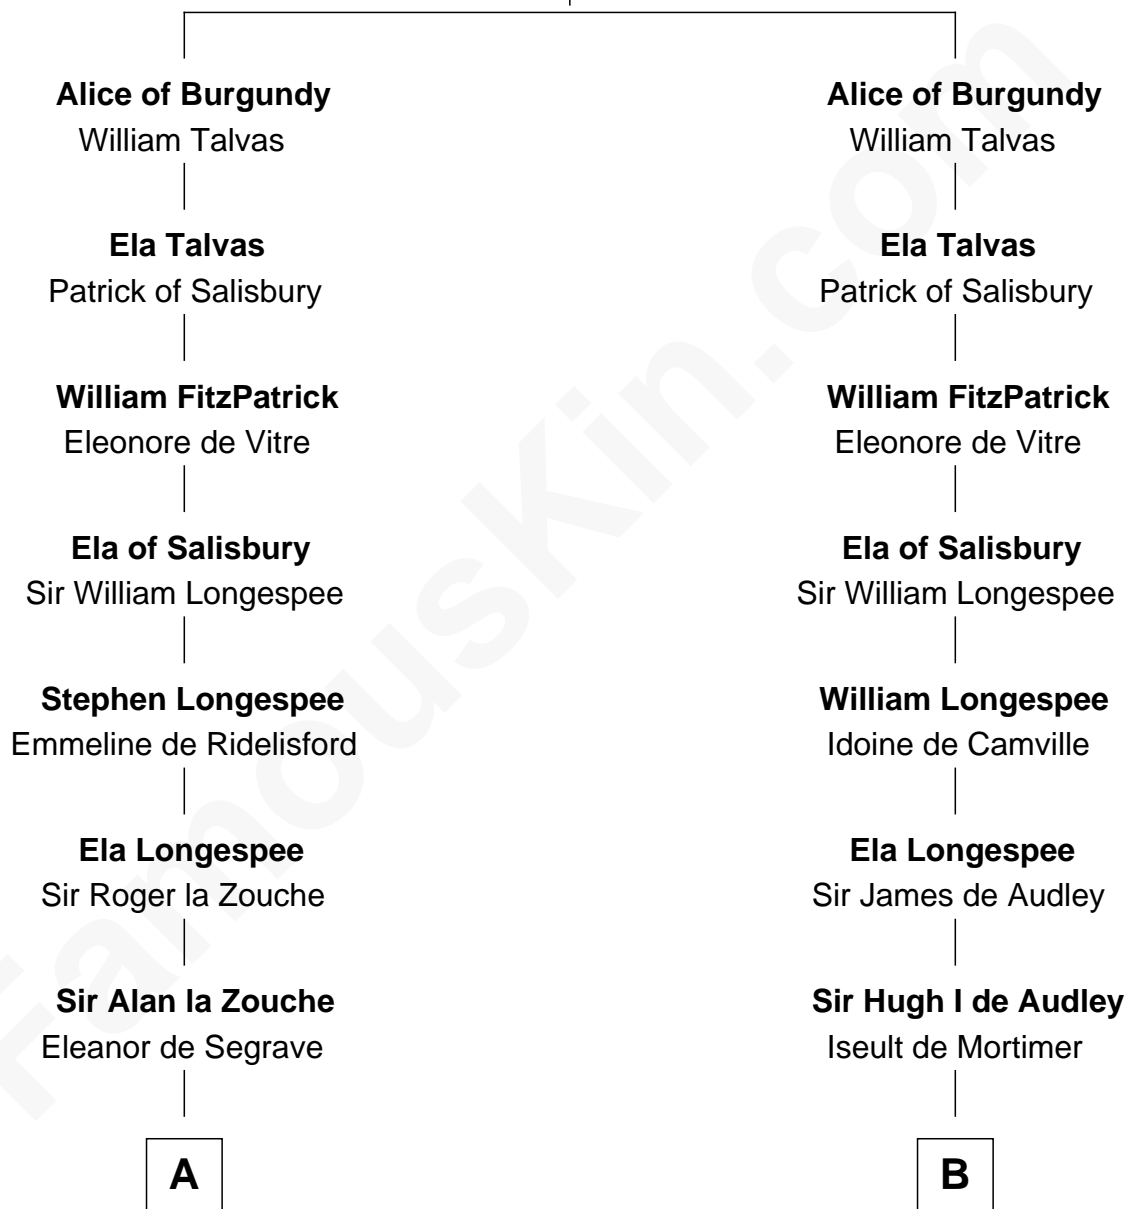 Alice of Burgundy
William Talvas
Ela Talvas
Patrick of Salisbury
William FitzPatrick
Eleonore de Vitre
Ela of Salisbury
Sir William Longespee
Stephen Longespee
Emmeline de Ridelisford
Ela Longespee
Sir Roger la Zouche
Sir Alan la Zouche
Eleanor de Segrave
A
Alice of Burgundy
William Talvas
Ela Talvas
Patrick of Salisbury
William FitzPatrick
Eleonore de Vitre
Ela of Salisbury
Sir William Longespee
William Longespee
Idoine de Camville
Ela Longespee
Sir James de Audley
Sir Hugh I de Audley
Iseult de Mortimer
B
FamousKin.com